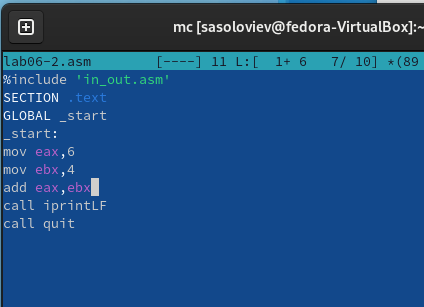 mc [sasoloviev@fedora-VirtualBox]:~
lab06-2.asm [----] 11 L:[ 1+ 6 7/ 10] *(89
%include 'in_out.asm'
SECTION .text
GLOBAL _start
_start:
mov eax,6
mov ebx,4
add eax,ebx
call iprintLF
call quit